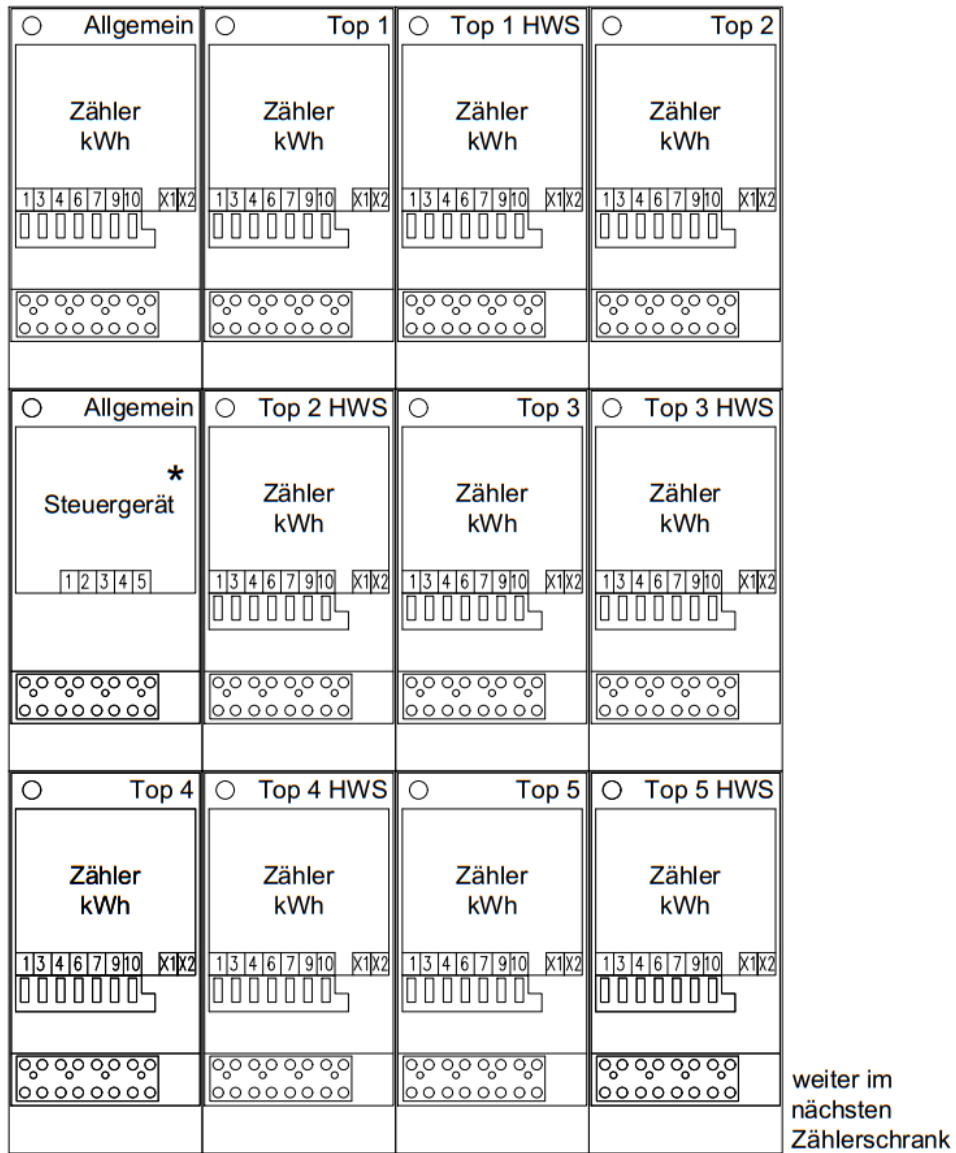 Allgemein
Zähler
kWh
1 3 4 6 7 9 10 X1 X2
Top 1
Zähler
kWh
1 3 4 6 7 9 10 X1 X2
Top 1 HWS
Zähler
kWh
1 3 4 6 7 9 10 X1 X2
Top 2
Zähler
kWh
1 3 4 6 7 9 10 X1 X2
Allgemein
*
Steuergerät
1 2 3 4 5
Top 2 HWS
Zähler
kWh
1 3 4 6 7 9 10 X1 X2
Top 3
Zähler
kWh
1 3 4 6 7 9 10 X1 X2
Top 3 HWS
Zähler
kWh
1 3 4 6 7 9 10 X1 X2
Top 4
Zähler
kWh
1 3 4 6 7 9 10 X1 X2
Top 4 HWS
Zähler
kWh
1 3 4 6 7 9 10 X1 X2
Top 5
Zähler
kWh
1 3 4 6 7 9 10 X1 X2
Top 5 HWS
Zähler
kWh
1 3 4 6 7 9 10 X1 X2
weiter im
nächsten
Zählerschrank